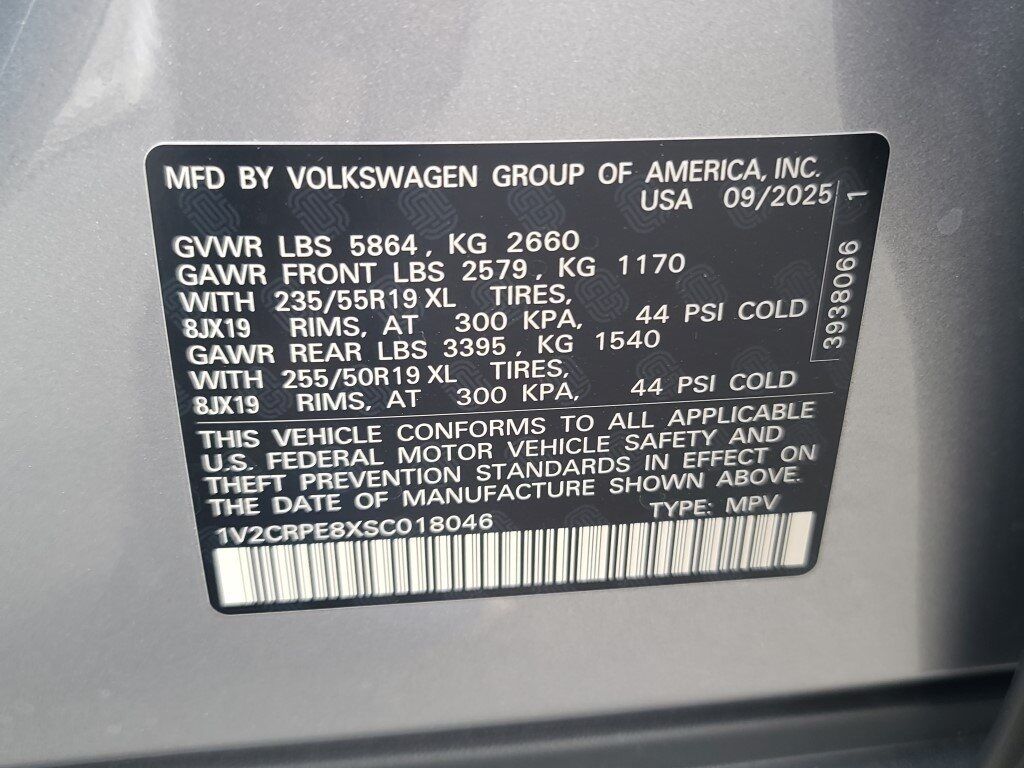 MFD BY VOLKSWAGEN GROUP OF AMERICA, INC.
USA 09/2025
GVWR LBS 5864, KG 2660
GAWR FRONT LBS 2579, KG 1170
WITH 235/55R19 XL TIRES,
8JX19 RIMS, AT 300 KPA, 44 PSI COLD
GAWR REAR LBS 3395, KG 1540
WITH 255/50R19 XL TIRES,
8JX19 RIMS, AT 300 KPA, 44 PSI COLD
3938066 1
THIS VEHICLE CONFORMS TO ALL APPLICABLE
U.S. FEDERAL MOTOR VEHICLE SAFETY AND
THEFT PREVENTION STANDARDS IN EFFECT ON
THE DATE OF MANUFACTURE SHOWN ABOVE.
1V2CRPE8XSC018046 TYPE: MPV